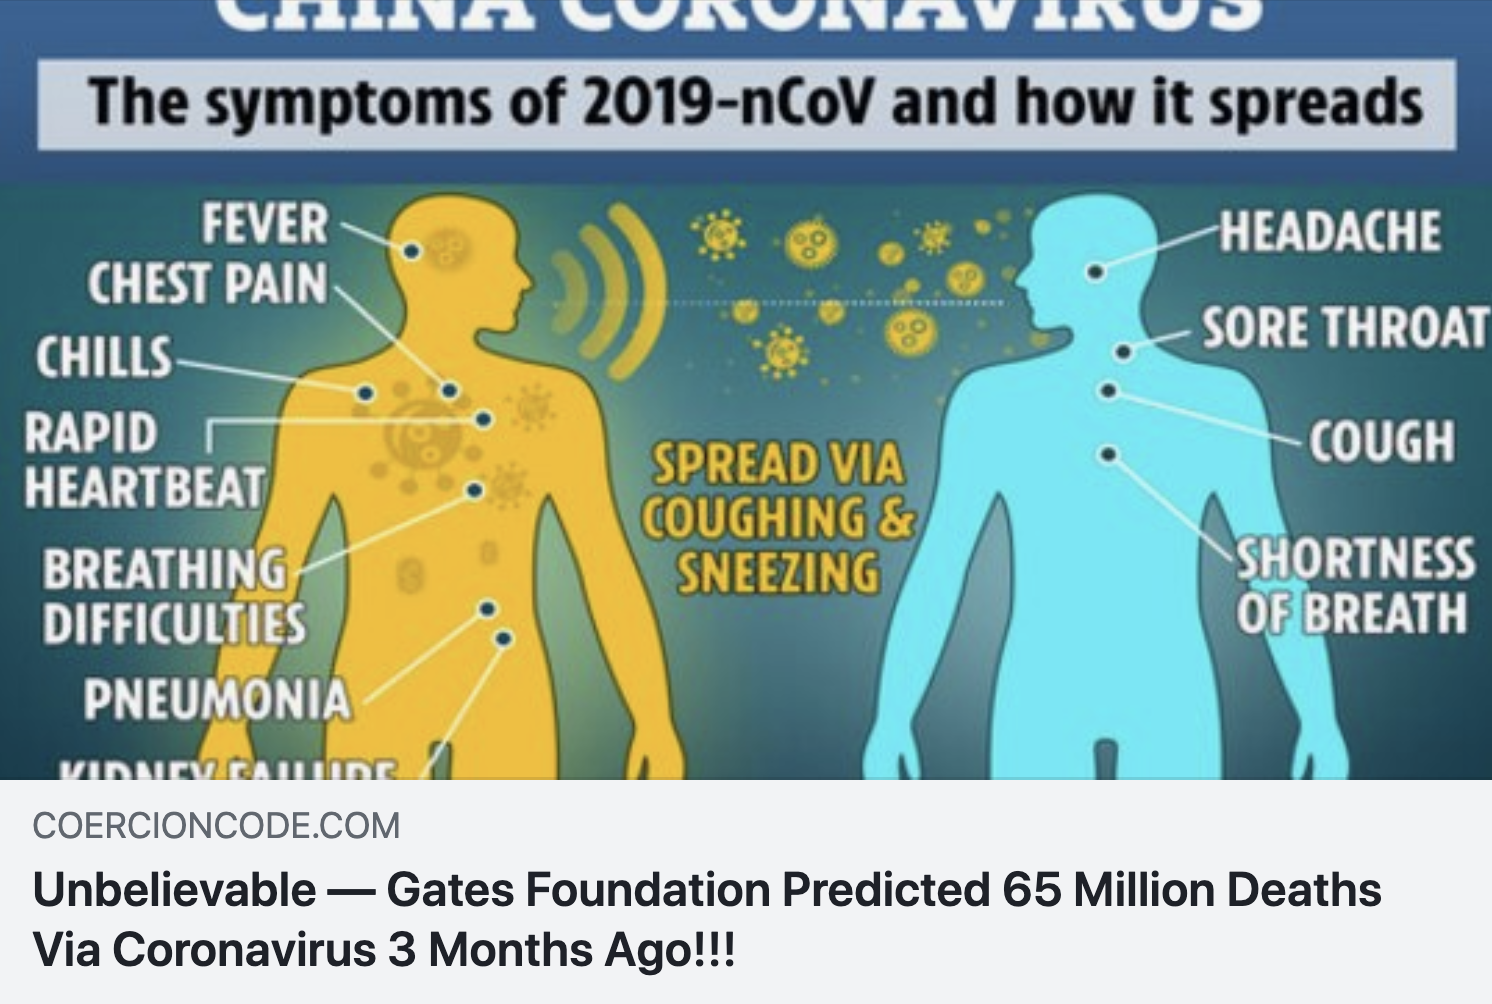 CHINA CORONAVIRUS
The symptoms of 2019-nCoV and how it spreads
FEVER
CHEST PAIN
CHILLS
RAPID
HEARTBEAT
BREATHING
DIFFICULTIES
PNEUMONIA
KIDNEY FAILURE
SPREAD VIA
COUGHING &
SNEEZING
HEADACHE
SORE THROAT
COUGH
SHORTNESS
OF BREATH
COERCIONCODE.COM
Unbelievable — Gates Foundation Predicted 65 Million Deaths
Via Coronavirus 3 Months Ago!!!